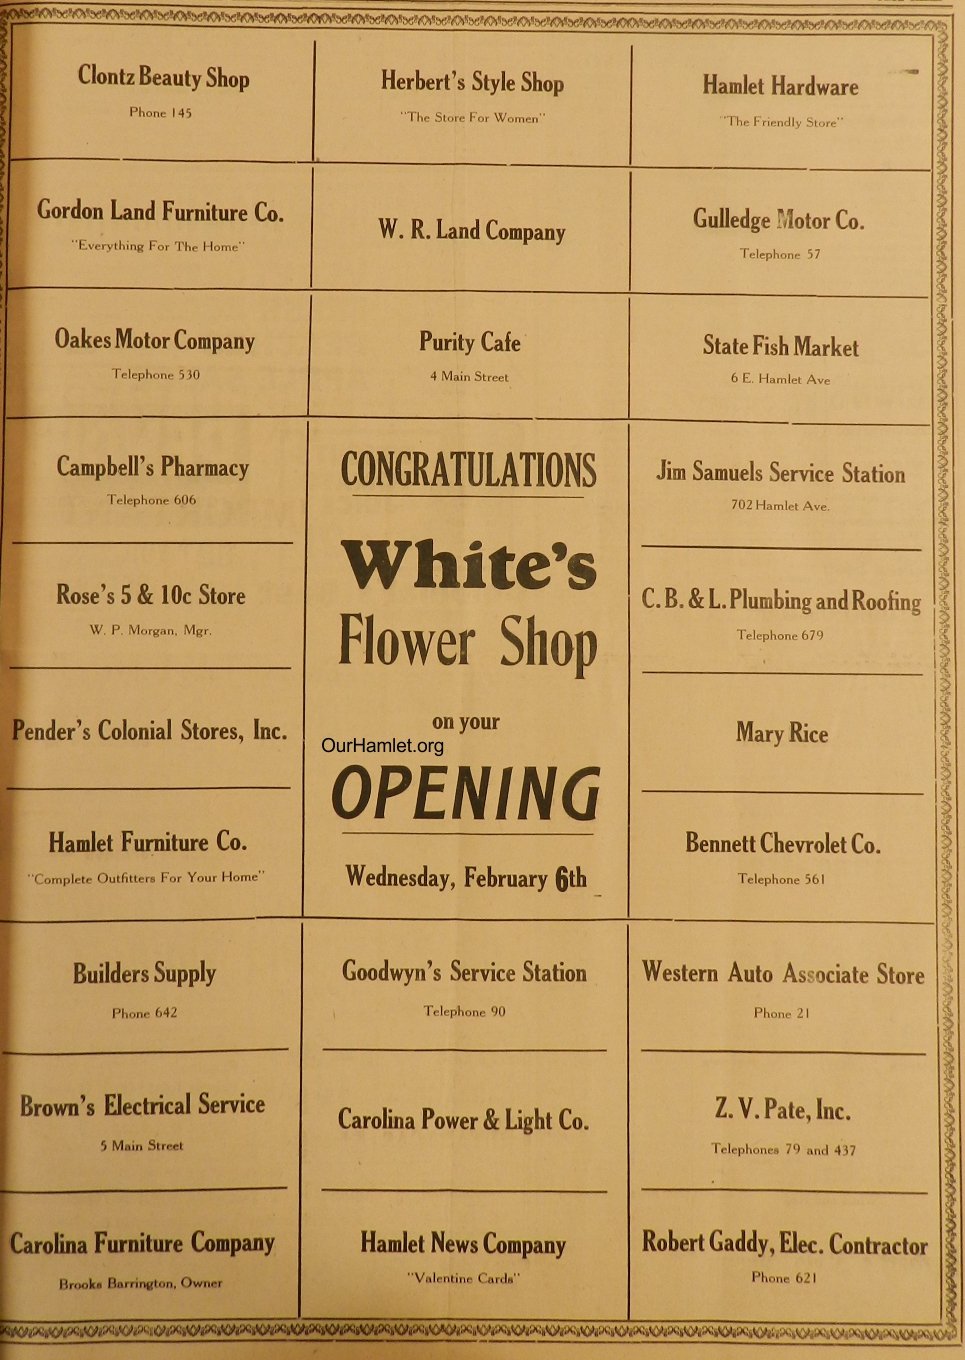 Clontz Beauty Shop
Phone 145
Herbert's Style Shop
"The Store For Women"
Hamlet Hardware
"The Friendly Store"
Gordon Land Furniture Co.
"Everything For The Home"
W. R. Land Company
Gulledge Motor Co.
Telephone 57
Oakes Motor Company
Telephone 530
Purity Cafe
4 Main Street
State Fish Market
6 E. Hamlet Ave
Campbell's Pharmacy
Telephone 606
Rose's 5 & 10c Store
W. P. Morgan, Mgr.
Pender's Colonial Stores, Inc.
Hamlet Furniture Co.
"Complete Outfitters For Your Home"
CONGRATULATIONS
White's
Flower Shop
on your
OurHamlet.org
OPENING
Wednesday, February 6th
Jim Samuels Service Station
702 Hamlet Ave.
C. B. & L. Plumbing and Roofing
Telephone 679
Mary Rice
Bennett Chevrolet Co.
Telephone 561
Builders Supply
Phone 642
Goodwyn's Service Station
Telephone 90
Western Auto Associate Store
Phone 21
Brown's Electrical Service
5 Main Street
Carolina Power & Light Co.
Z. V. Pate, Inc.
Telephones 79 and 437
Carolina Furniture Company
Brooks Barrington, Owner
Hamlet News Company
"Valentine Cards"
Robert Gaddy, Elec. Contractor
Phone 621